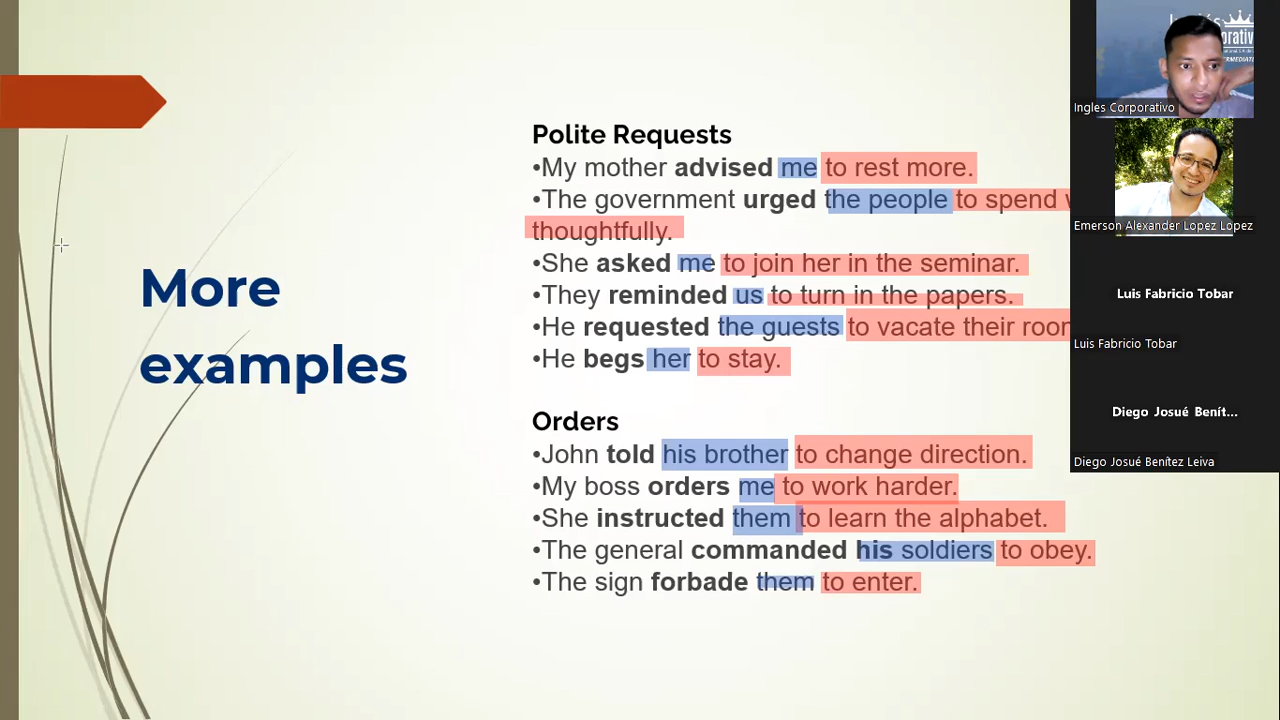 More
examples
Polite Requests
•My mother advised me to rest more.
•The government urged the people to spend
thoughtfully.
•She asked me to join her in the seminar.
•They reminded us to turn in the papers.
•He requested the guests to vacate their
•He begs her to stay.
Orders
•John told his brother to change direction.
•My boss orders me to work harder.
•She instructed them to learn the alphabet.
•The general commanded his soldiers to obey.
•The sign forbade them to enter.
Ingles Corporativo
Emerson Alexander Lopez Lopez
Luis Fabricio Tobar
Luis Fabricio Tobar
Diego Josué Benít...
Diego Josué Benítez Leiva